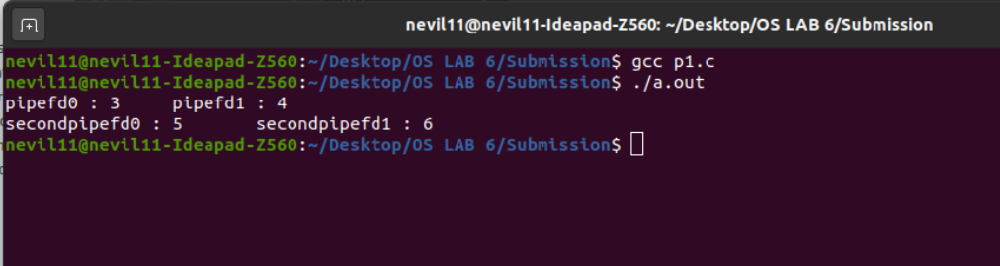 nevil11@nevil11-Ideapad-Z560: ~/Desktop/OS LAB 6/Submission
nevil11@nevil11-Ideapad-Z560:~/Desktop/OS LAB 6/Submission$ gcc p1.c
nevil11@nevil11-Ideapad-Z560:~/Desktop/OS LAB 6/Submission$ ./a.out
pipefd0 : 3     pipefd1 : 4
secondpipefd0 : 5       secondpipefd1 : 6
nevil11@nevil11-Ideapad-Z560:~/Desktop/OS LAB 6/Submission$